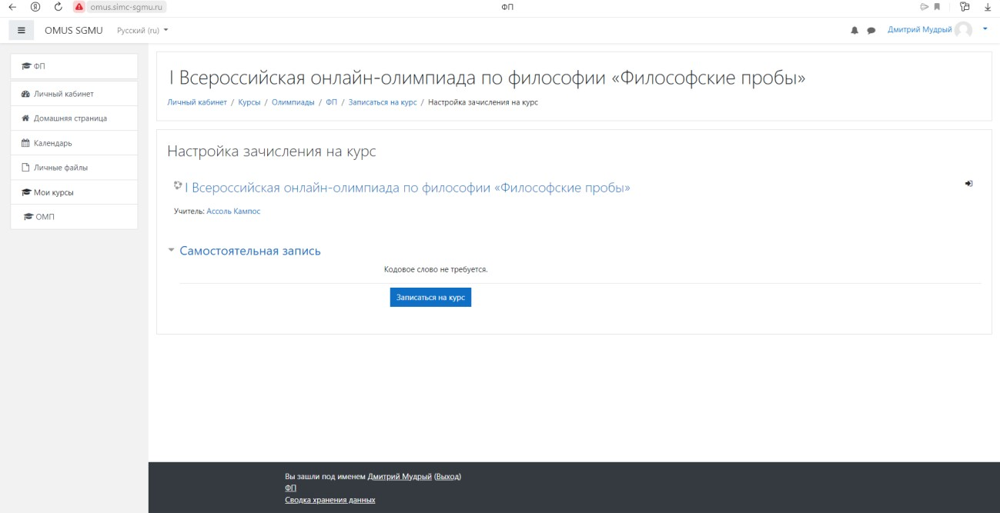 omus.simc-sgmu.ru
ФП
OMUS SGMU Русский (ru)
Дмитрий Мудрый
ФП
Личный кабинет
Домашняя страница
Календарь
Личные файлы
Мои курсы
ОМП
I Всероссийская онлайн-олимпиада по философии «Философские пробы»
Личный кабинет / Курсы / Олимпиады / ФП / Записаться на курс / Настройка зачисления на курс
Настройка зачисления на курс
I Всероссийская онлайн-олимпиада по философии «Философские пробы»
Учитель: Ассоль Кампос
Самостоятельная запись
Кодовое слово не требуется.
Записаться на курс
Вы зашли под именем Дмитрий Мудрый (Выход)
ФП
Сводка хранения данных